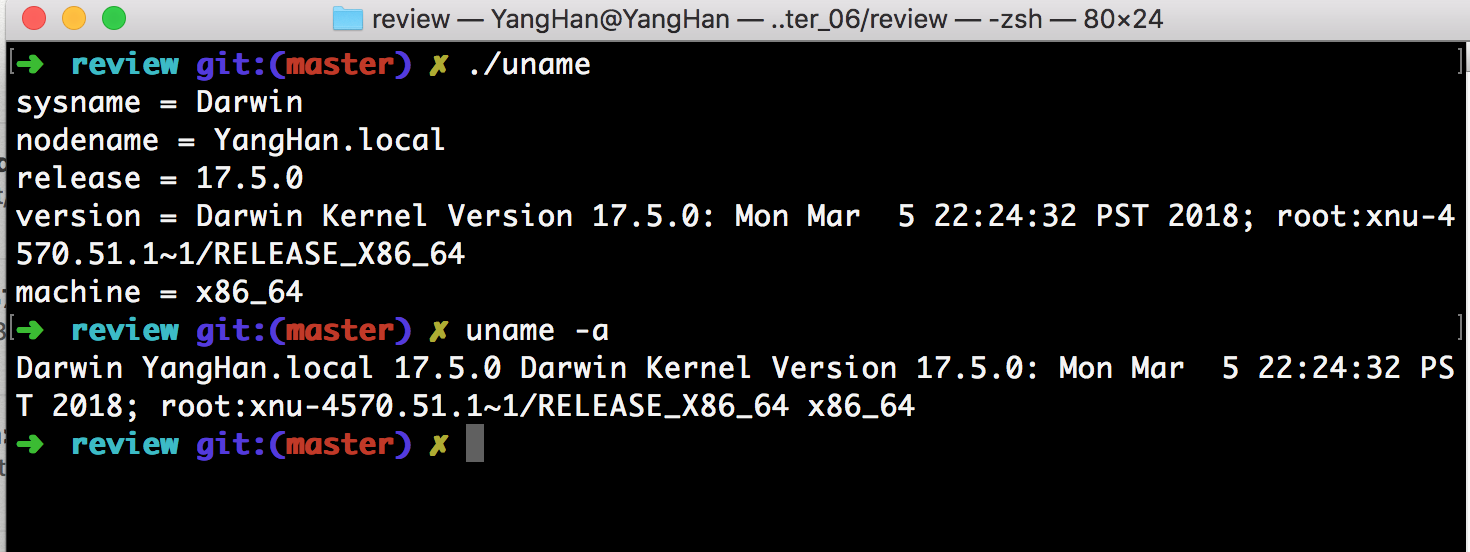 review — YangHan@YangHan — ..ter_06/review — -zsh — 80×24
[➜  review git:(master) ✗ ./uname ]
sysname = Darwin
nodename = YangHan.local
release = 17.5.0
version = Darwin Kernel Version 17.5.0: Mon Mar  5 22:24:32 PST 2018; root:xnu-4
570.51.1~1/RELEASE_X86_64
machine = x86_64
[➜  review git:(master) ✗ uname -a ]
Darwin YangHan.local 17.5.0 Darwin Kernel Version 17.5.0: Mon Mar  5 22:24:32 PS
T 2018; root:xnu-4570.51.1~1/RELEASE_X86_64 x86_64
➜  review git:(master) ✗